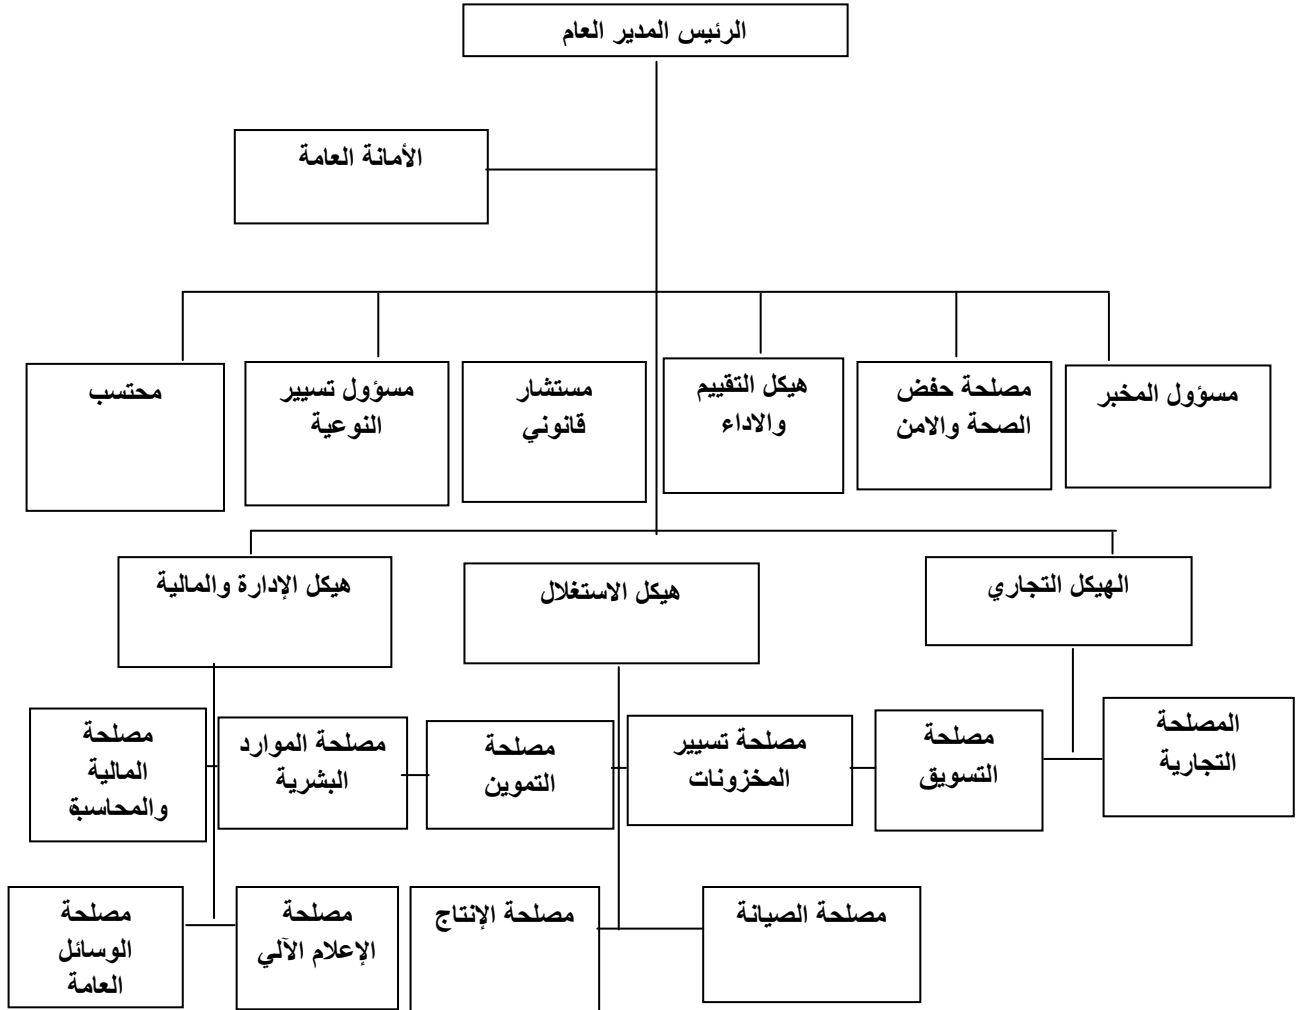 الرئيس المدير العام
الأمانة العامة
مسؤول المخبر
مصلحة حفض
الصحة والامن
هيكل التقييم
والاداء
مستشار
قانوني
مسؤول تسيير
النوعية
محتسب
الهيكل التجاري
هيكل الاستغلال
هيكل الإدارة والمالية
المصلحة
التجارية
مصلحة
التسويق
مصلحة تسيير
المخزونات
مصلحة
التموين
مصلحة الموارد
البشرية
مصلحة
المالية
والمحاسبة
مصلحة الصيانة
مصلحة الإنتاج
مصلحة
الإعلام الآلي
مصلحة
الوسائل
العامة